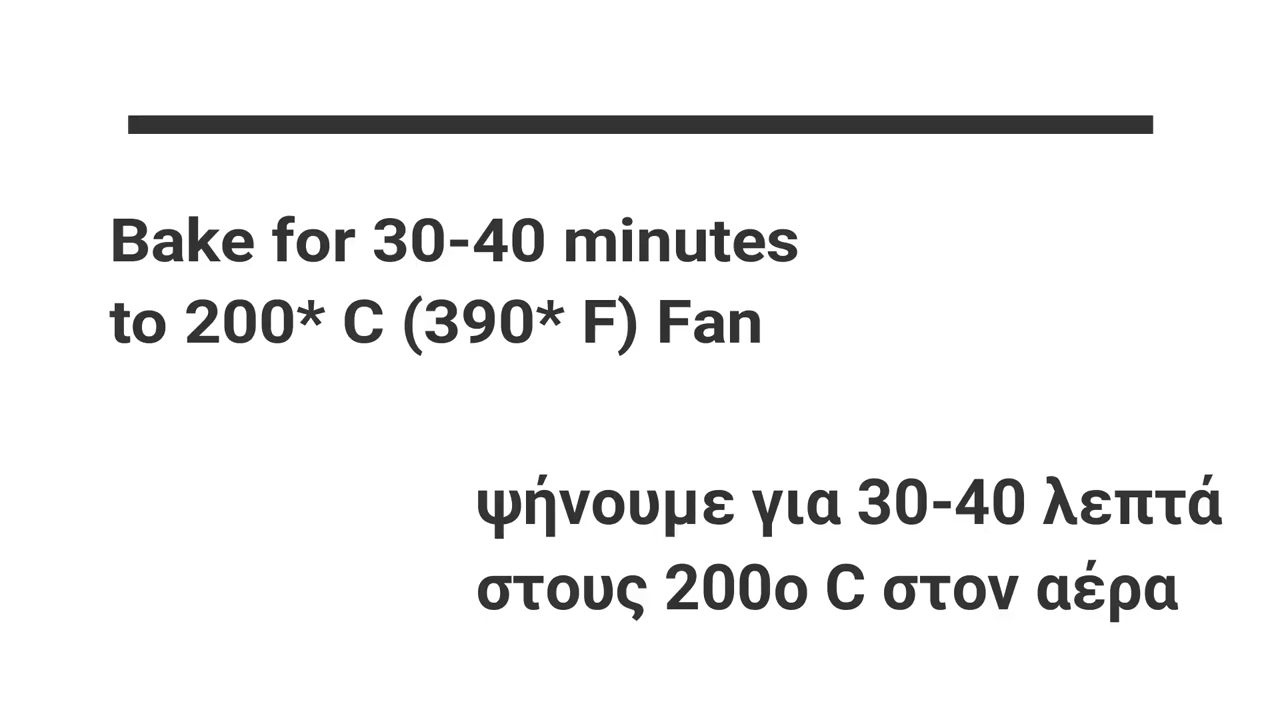 Bake for 30-40 minutes
to 200* C (390* F) Fan
ψήνουμε για 30-40 λεπτά
στους 200ο C στον αέρα